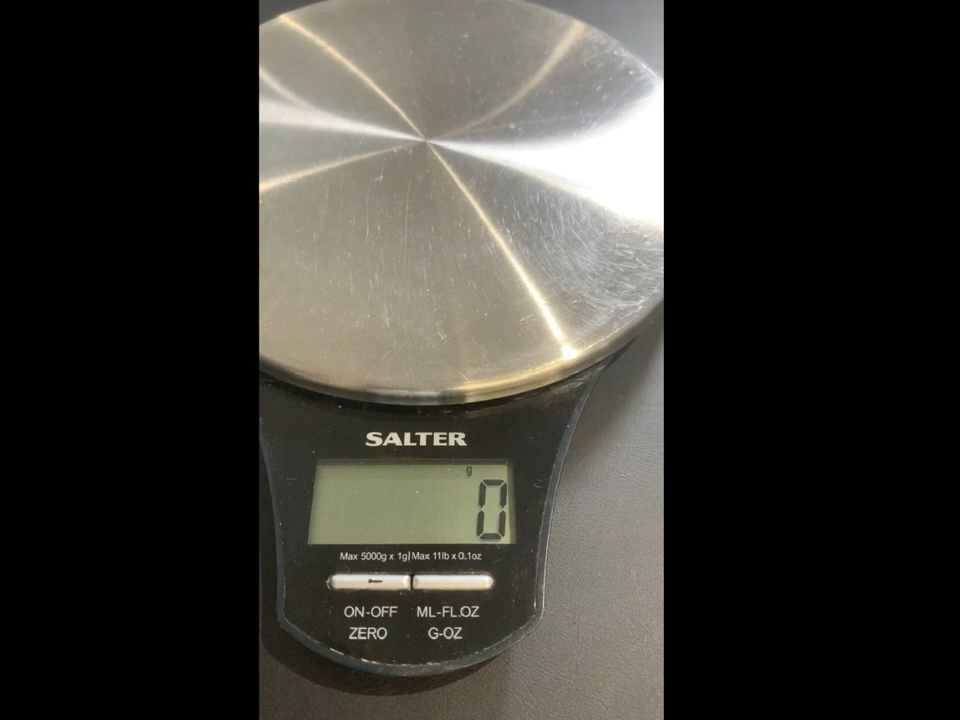 SALTER
g
0
Max 5000g x 1g|Max 11lb x 0.1oz
ON-OFF ML-FL.OZ
ZERO G-OZ